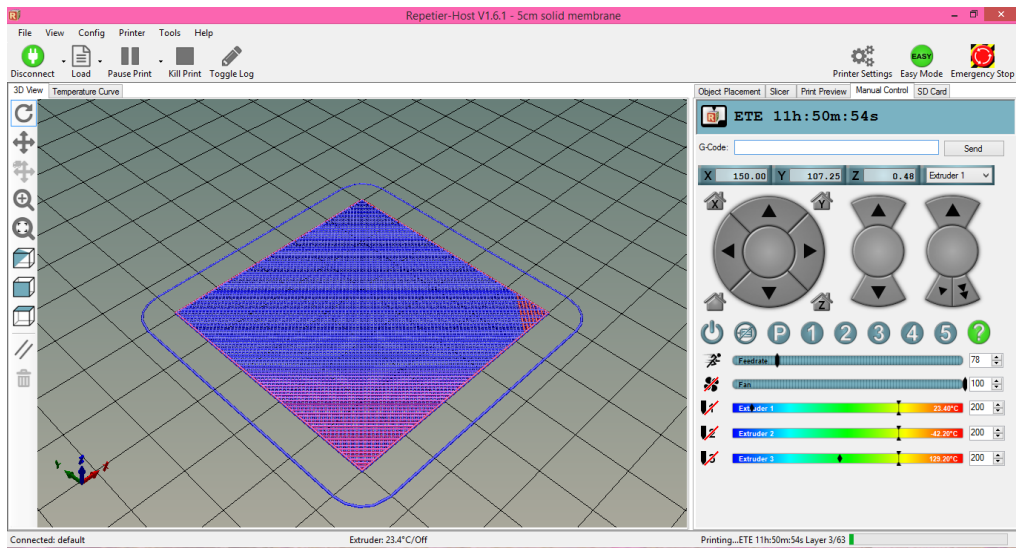 Repetier-Host V1.6.1 - 5cm solid membrane
File View Config Printer Tools Help
Disconnect Load Pause Print Kill Print Toggle Log Printer Settings Easy Mode Emergency Stop
EASY
3D View Temperature Curve Object Placement Slicer Print Preview Manual Control SD Card
ETE 11h:50m:54s
G-Code: Send
X 150.00 Y 107.25 Z 0.48 Extruder 1
X Y
Z
P 1 2 3 4 5 ?
Feedrate 78
Fan 100
1 Extruder 1 23.40°C 200
2 Extruder 2 -42.20°C 200
3 Extruder 3 129.20°C 200
Connected: default Extruder: 23.4°C/Off Printing...ETE 11h:50m:54s Layer 3/63